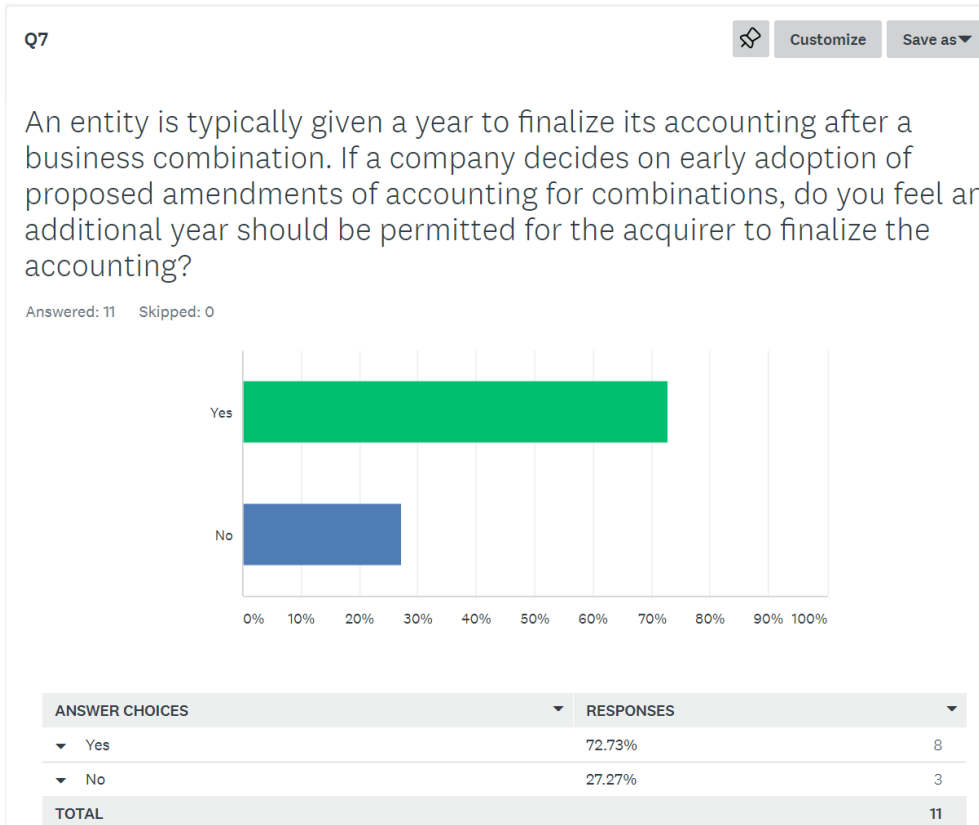 Q7
Customize
Save as
An entity is typically given a year to finalize its accounting after a
business combination. If a company decides on early adoption of
proposed amendments of accounting for combinations, do you feel an
additional year should be permitted for the acquirer to finalize the
accounting?
Answered: 11 Skipped: 0
Yes
No
0% 10% 20% 30% 40% 50% 60% 70% 80% 90% 100%
ANSWER CHOICES RESPONSES
Yes 72.73% 8
No 27.27% 3
TOTAL 11